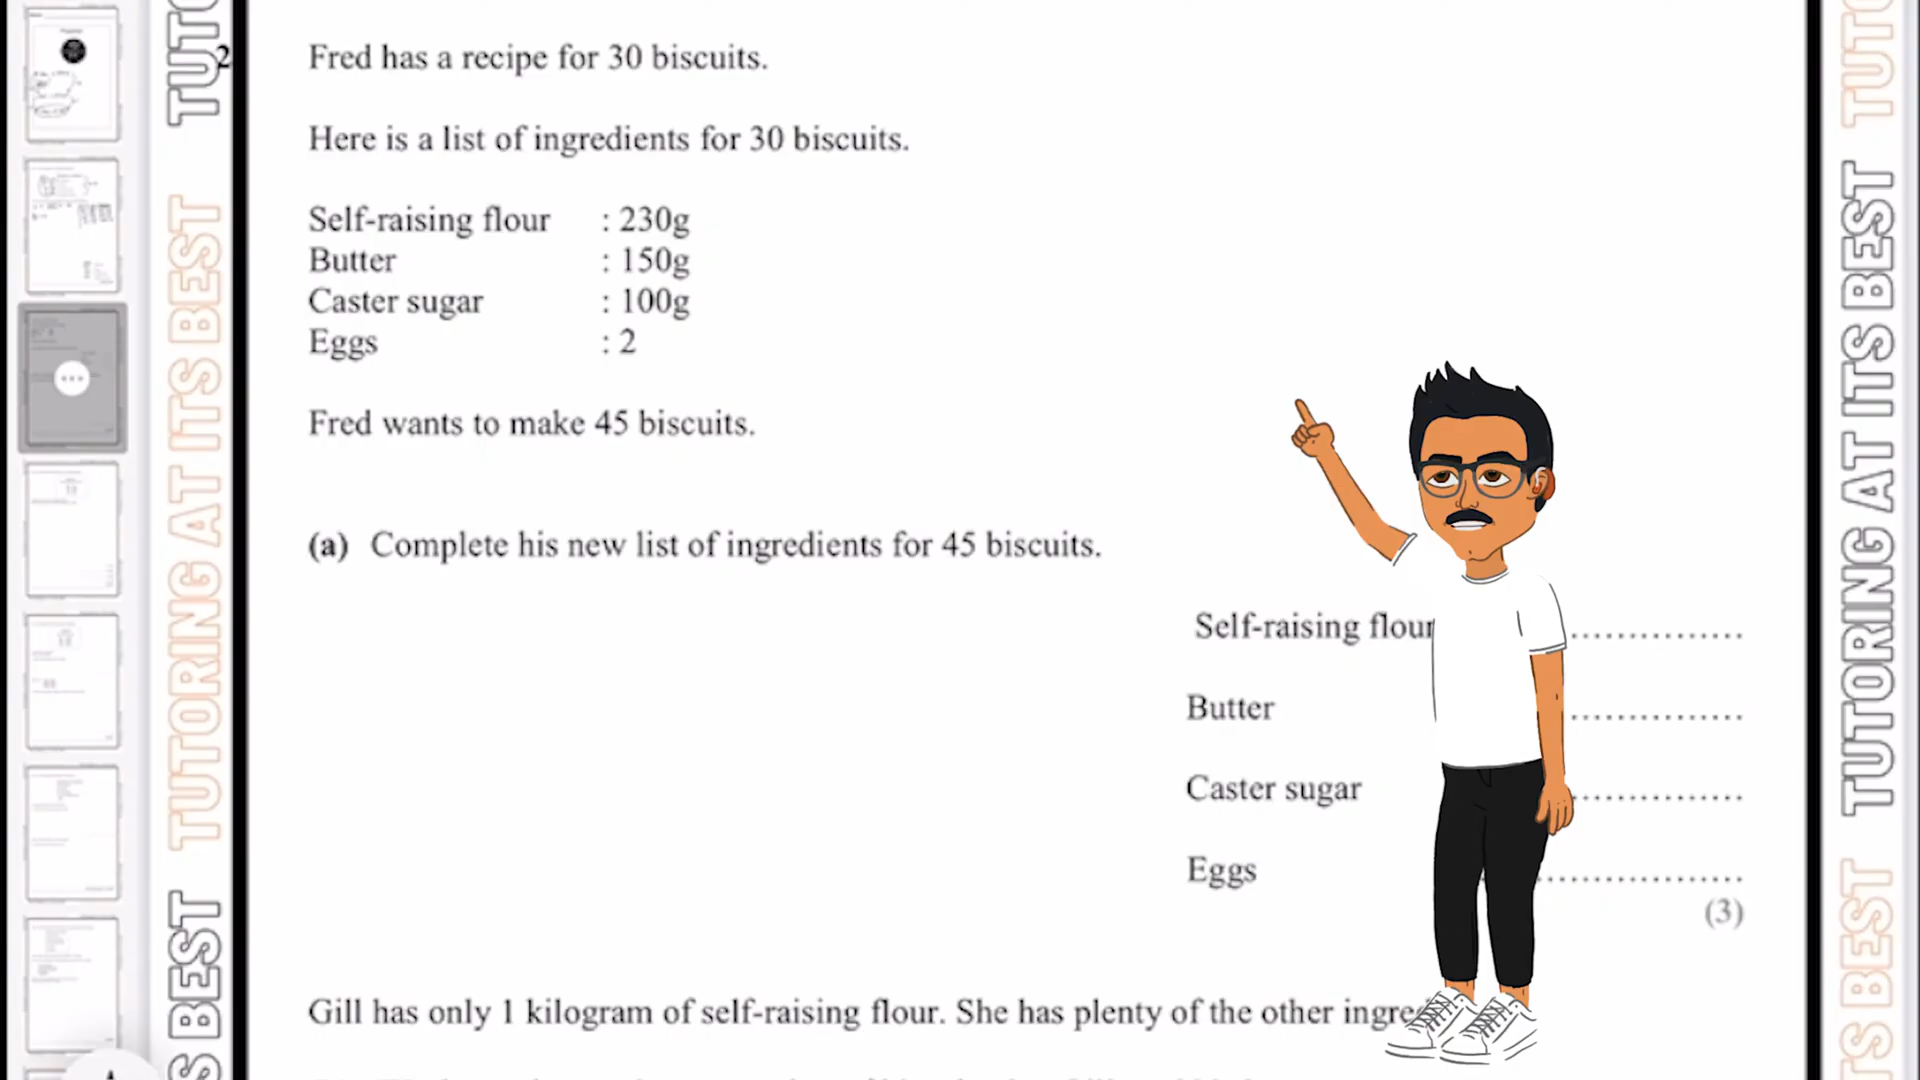 2
Fred has a recipe for 30 biscuits.
Here is a list of ingredients for 30 biscuits.
Self-raising flour : 230g
Butter : 150g
Caster sugar : 100g
Eggs : 2
Fred wants to make 45 biscuits.
(a) Complete his new list of ingredients for 45 biscuits.
Self-raising flour ...............
Butter ...............
Caster sugar ...............
Eggs ..................
(3)
Gill has only 1 kilogram of self-raising flour. She has plenty of the other
TUTORING AT ITS BEST
TUTORING AT ITS BEST